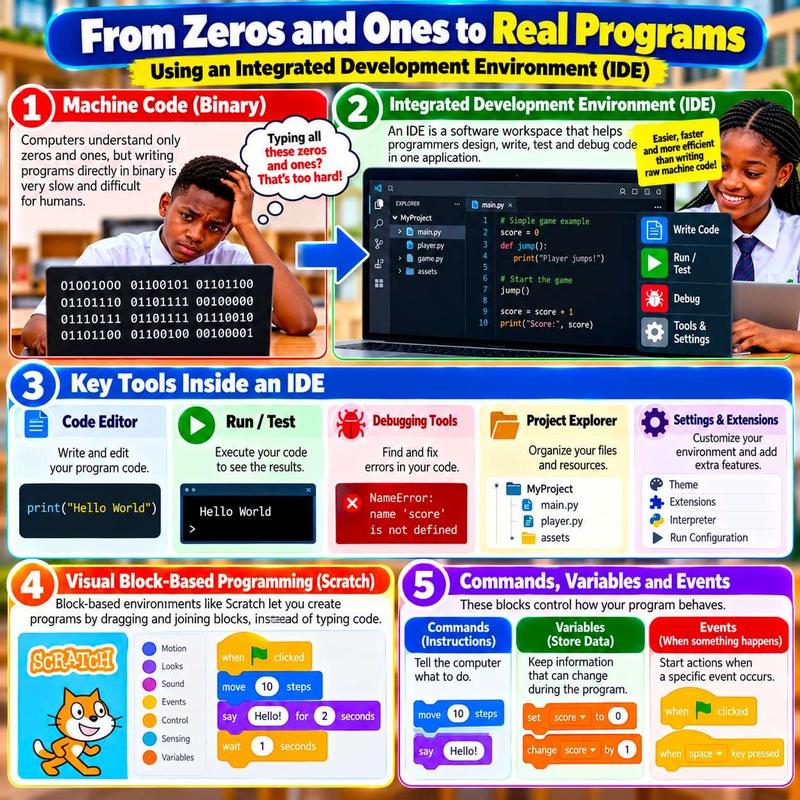 From Zeros and Ones to Real Programs
Using an Integrated Development Environment (IDE)
1 Machine Code (Binary)
Computers understand only
zeros and ones, but writing
programs directly in binary is
very slow and difficult
for humans.
Typing all
these zeros
and ones?
That's too hard!
01001000 01100101 01101100
01101110 01101111 00100000
01110111 01101111 01110010
01101100 01100100 00100001
2 Integrated Development Environment (IDE)
An IDE is a software workspace that helps
programmers design, write, test and debug code
in one application.
Easier, faster
and more efficient
than writing
raw machine code!
EXPLORER
MyProject
main.py
player.py
game.py
assets
main.py
1 # Simple game example
2 score = 0
3 def jump():
4 print("Player jumps!")
5
6 # Start the game
7 jump()
8
9 score = score + 1
10 print("Score:", score)
Write Code
Run /
Test
Debug
Tools &
Settings
3 Key Tools Inside an IDE
Code Editor
Write and edit
your program code.
print("Hello World")
Run / Test
Execute your code
to see the results.
Hello World
>
Debugging Tools
Find and fix
errors in your code.
NameError:
name 'score'
is not defined
Project Explorer
Organize your files
and resources.
MyProject
main.py
player.py
assets
Settings & Extensions
Customize your
environment and add
extra features.
Theme
Extensions
Interpreter
Run Configuration
4 Visual Block-Based Programming (Scratch)
Block-based environments like Scratch let you create
programs by dragging and joining blocks, instead of typing code.
SCRATCH
Motion
Looks
Sound
Events
Control
Sensing
Variables
when clicked
move 10 steps
say Hello! for 2 seconds
wait 1 seconds
5 Commands, Variables and Events
These blocks control how your program behaves.
Commands
(Instructions)
Tell the computer
what to do.
move 10 steps
say Hello!
Variables
(Store Data)
Keep information
that can change
during the program.
set score to 0
change score by 1
Events
(When something happens)
Start actions when
a specific event occurs.
when clicked
when space key pressed